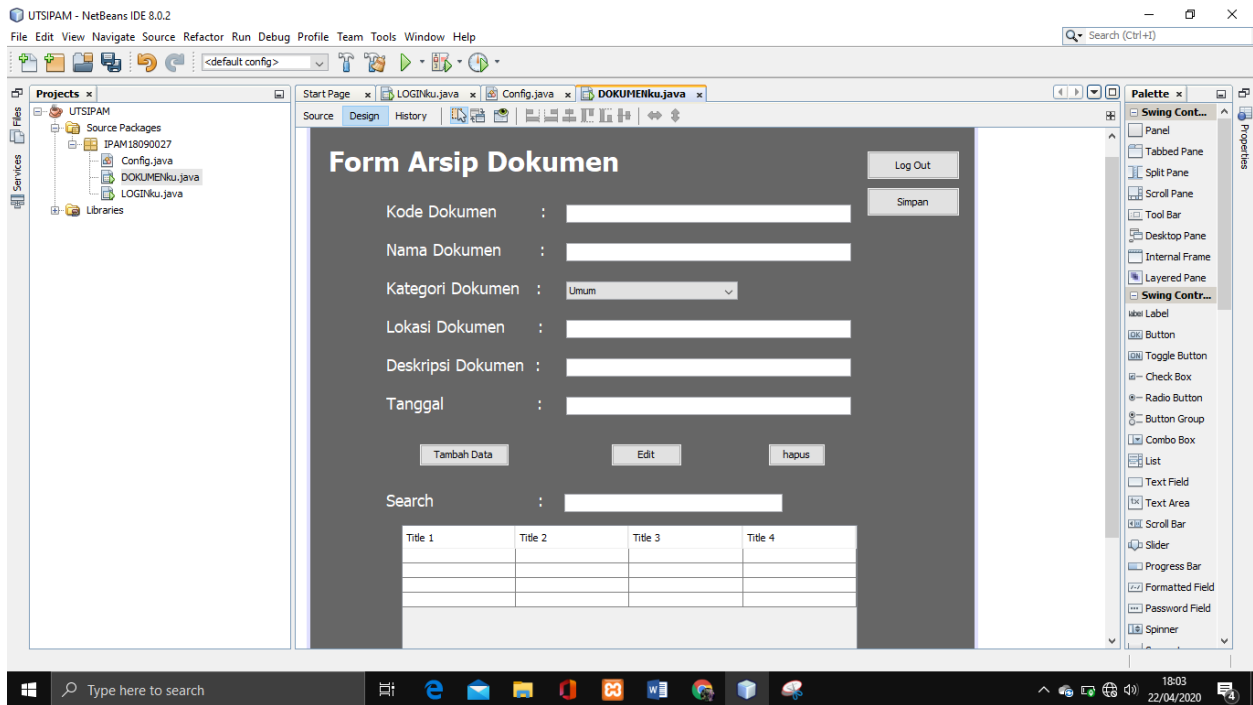 UTSIPAM - NetBeans IDE 8.0.2
File Edit View Navigate Source Refactor Run Debug Profile Team Tools Window Help
Search (Ctrl+I)
<default config>
Projects
Start Page
LOGINku.java
Config.java
DOKUMENku.java
Palette
Files
Services
Properties
UTSIPAM
Source Packages
IPAM18090027
Config.java
DOKUMENku.java
LOGINku.java
Libraries
Source Design History
Form Arsip Dokumen
Log Out
Simpan
Kode Dokumen :
Nama Dokumen :
Kategori Dokumen : Umum
Lokasi Dokumen :
Deskripsi Dokumen :
Tanggal :
Tambah Data Edit hapus
Search :
Title 1 Title 2 Title 3 Title 4
Swing Cont...
Panel
Tabbed Pane
Split Pane
Scroll Pane
Tool Bar
Desktop Pane
Internal Frame
Layered Pane
Swing Contr...
label Label
OK Button
ON Toggle Button
Check Box
Radio Button
Button Group
Combo Box
List
Text Field
Text Area
Scroll Bar
Slider
Progress Bar
Formatted Field
Password Field
Spinner
Type here to search
18:03
22/04/2020
4